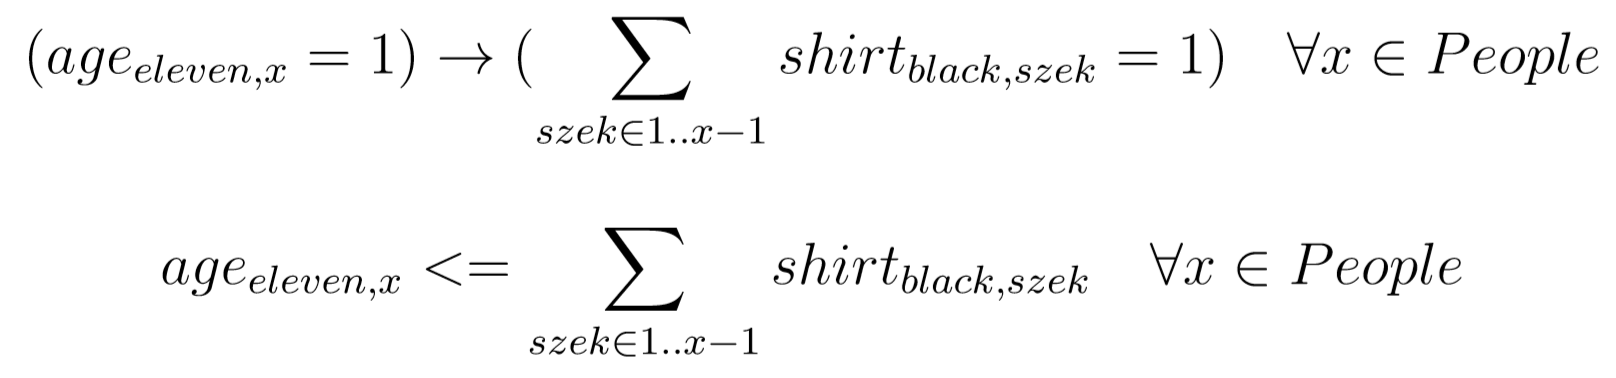 (age_{eleven,x} = 1) → ( ∑_{szek∈1..x−1} shirt_{black,szek} = 1) ∀x ∈ People
age_{eleven,x} <= ∑_{szek∈1..x−1} shirt_{black,szek} ∀x ∈ People